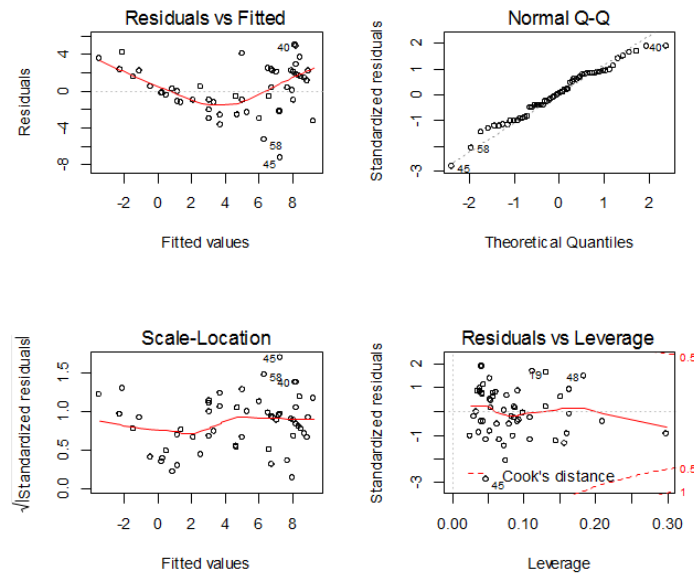 Residuals vs Fitted
Residuals
4
0
-4
-8
40
58
45
-2 0 2 4 6 8
Fitted values
Normal Q-Q
Standardized residuals
2
1
0
-1
-3
40
58
45
-2 -1 0 1 2
Theoretical Quantiles
Scale-Location
√|Standardized residuals|
1.5
1.0
0.5
0.0
45
58
40
-2 0 2 4 6 8
Fitted values
Residuals vs Leverage
Standardized residuals
2
1
0
-1
-3
19
48
45
Cook's distance
0.5
0.5
1
0.00 0.10 0.20 0.30
Leverage